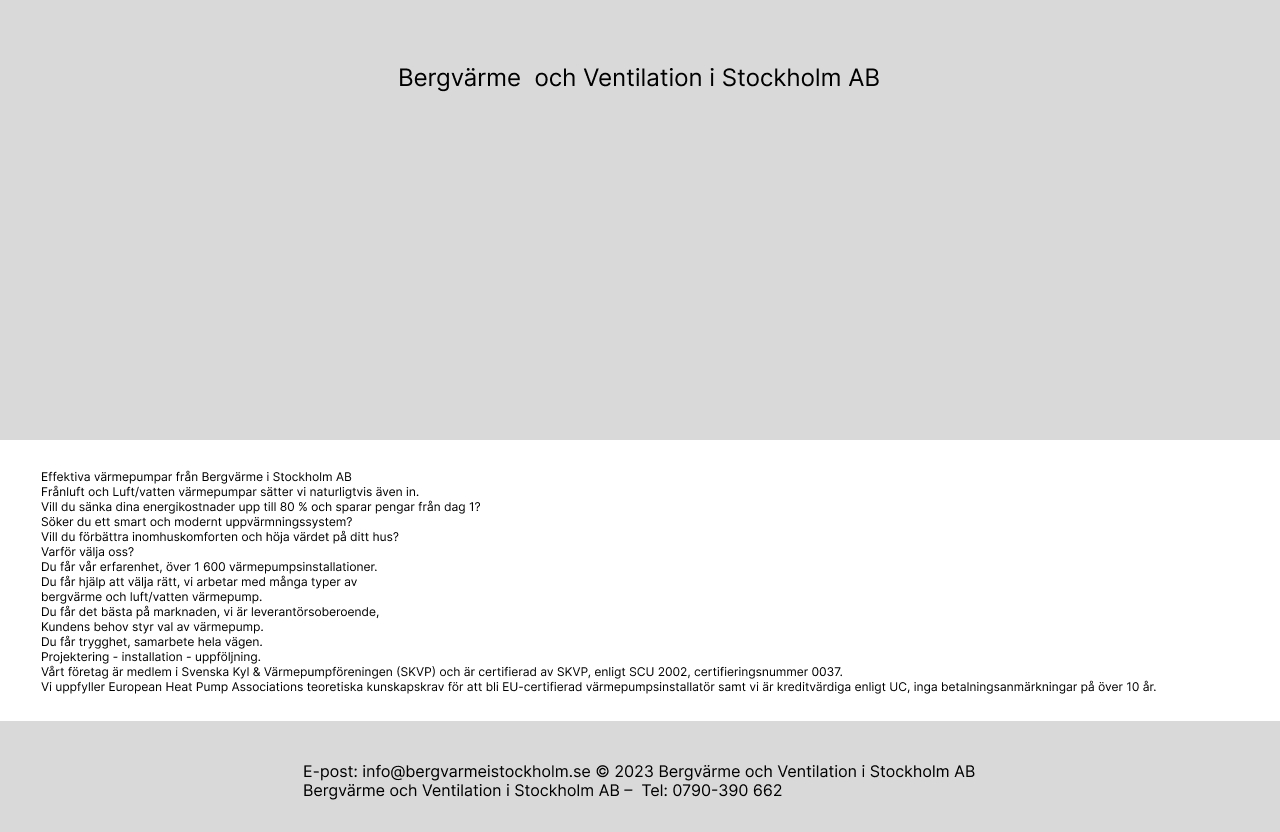 Bergvärme  och Ventilation i Stockholm AB
Effektiva värmepumpar från Bergvärme i Stockholm AB
Frånluft och Luft/vatten värmepumpar sätter vi naturligtvis även in.
Vill du sänka dina energikostnader upp till 80 % och sparar pengar från dag 1?
Söker du ett smart och modernt uppvärmningssystem?
Vill du förbättra inomhuskomforten och höja värdet på ditt hus?
Varför välja oss?
Du får vår erfarenhet, över 1 600 värmepumpsinstallationer.
Du får hjälp att välja rätt, vi arbetar med många typer av
bergvärme och luft/vatten värmepump.
Du får det bästa på marknaden, vi är leverantörsoberoende,
Kundens behov styr val av värmepump.
Du får trygghet, samarbete hela vägen.
Projektering - installation - uppföljning.
Vårt företag är medlem i Svenska Kyl & Värmepumpföreningen (SKVP) och är certifierad av SKVP, enligt SCU 2002, certifieringsnummer 0037.
Vi uppfyller European Heat Pump Associations teoretiska kunskapskrav för att bli EU-certifierad värmepumpsinstallatör samt vi är kreditvärdiga enligt UC, inga betalningsanmärkningar på över 10 år.
E-post: info@bergvarmeistockholm.se © 2023 Bergvärme och Ventilation i Stockholm AB
Bergvärme och Ventilation i Stockholm AB –  Tel: 0790-390 662